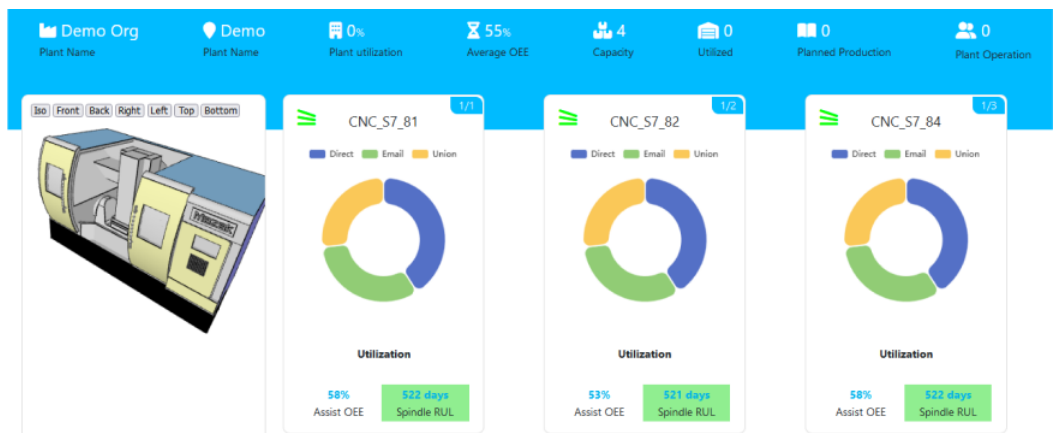 Demo Org
Plant Name
Demo
Plant Name
0%
Plant utilization
55%
Average OEE
4
Capacity
0
Utilized
0
Planned Production
0
Plant Operation
Iso Front Back Right Left Top Bottom
Mazak
1/1
CNC_S7_81
Direct Email Union
Utilization
58%
Assist OEE
522 days
Spindle RUL
1/2
CNC_S7_82
Direct Email Union
Utilization
53%
Assist OEE
521 days
Spindle RUL
1/3
CNC_S7_84
Direct Email Union
Utilization
58%
Assist OEE
522 days
Spindle RUL